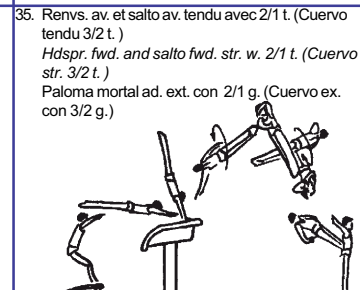 35. Renvs. av. et salto av. tendu avec 2/1 t. (Cuervo
tendu 3/2 t. )
Hdspr. fwd. and salto fwd. str. w. 2/1 t. (Cuervo
str. 3/2 t. )
Paloma mortal ad. ext. con 2/1 g. (Cuervo ex.
con 3/2 g.)